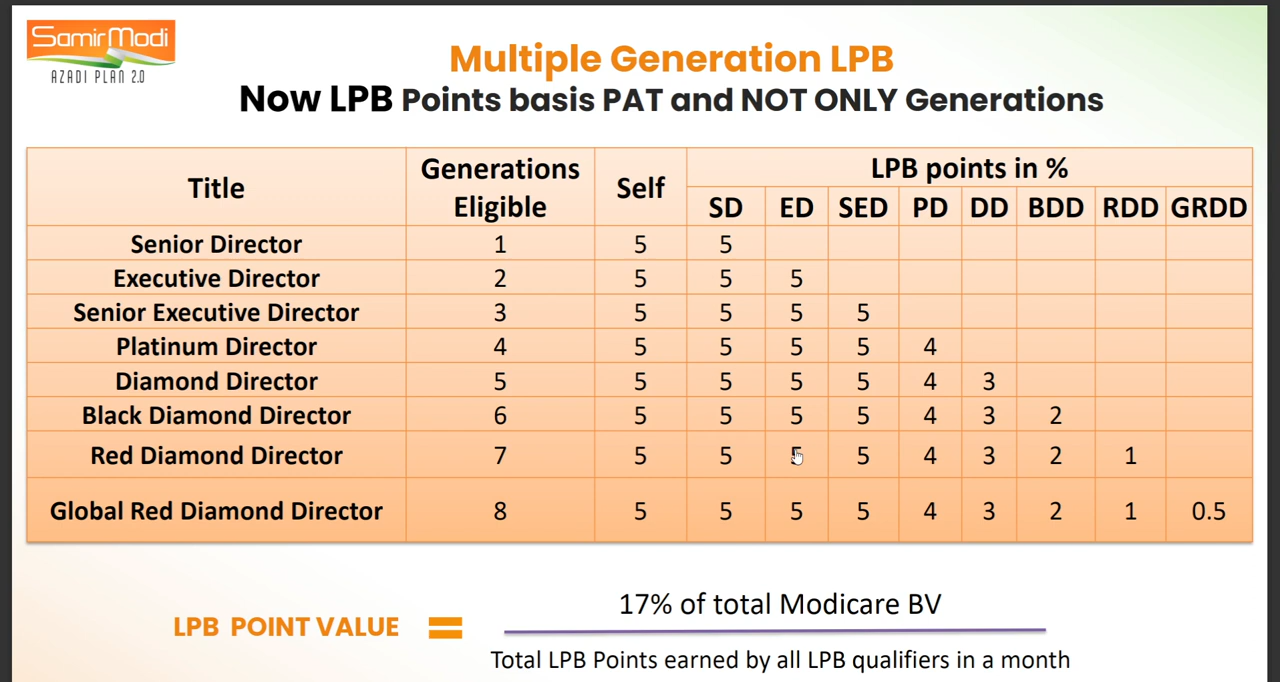 SamirModi
AZADI PLAN 2.0
Multiple Generation LPB
Now LPB Points basis PAT and NOT ONLY Generations
Title Generations Eligible Self LPB points in %
SD ED SED PD DD BDD RDD GRDD
Senior Director 1 5 5
Executive Director 2 5 5 5
Senior Executive Director 3 5 5 5 5
Platinum Director 4 5 5 5 5 4
Diamond Director 5 5 5 5 5 4 3
Black Diamond Director 6 5 5 5 5 4 3 2
Red Diamond Director 7 5 5 5 5 4 3 2 1
Global Red Diamond Director 8 5 5 5 5 4 3 2 1 0.5
17% of total Modicare BV
LPB POINT VALUE =
Total LPB Points earned by all LPB qualifiers in a month